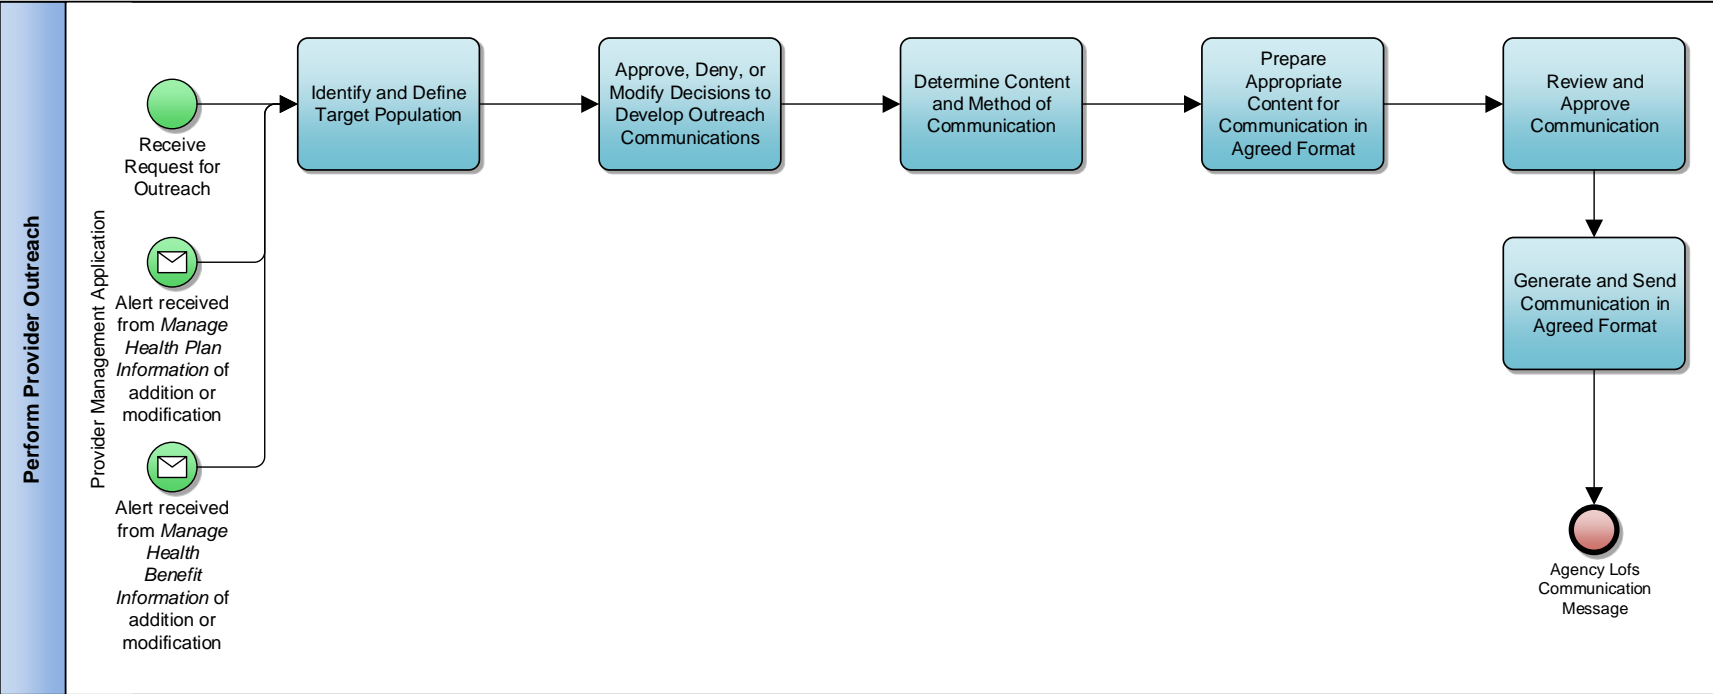 Perform Provider Outreach
Provider Management Application
Receive
Request for
Outreach
Alert received
from Manage
Health Plan
Information of
addition or
modification
Alert received
from Manage
Health
Benefit
Information of
addition or
modification
Identify and Define
Target Population
Approve, Deny, or
Modify Decisions to
Develop Outreach
Communications
Determine Content
and Method of
Communication
Prepare
Appropriate
Content for
Communication in
Agreed Format
Review and
Approve
Communication
Generate and Send
Communication in
Agreed Format
Agency Lofs
Communication
Message